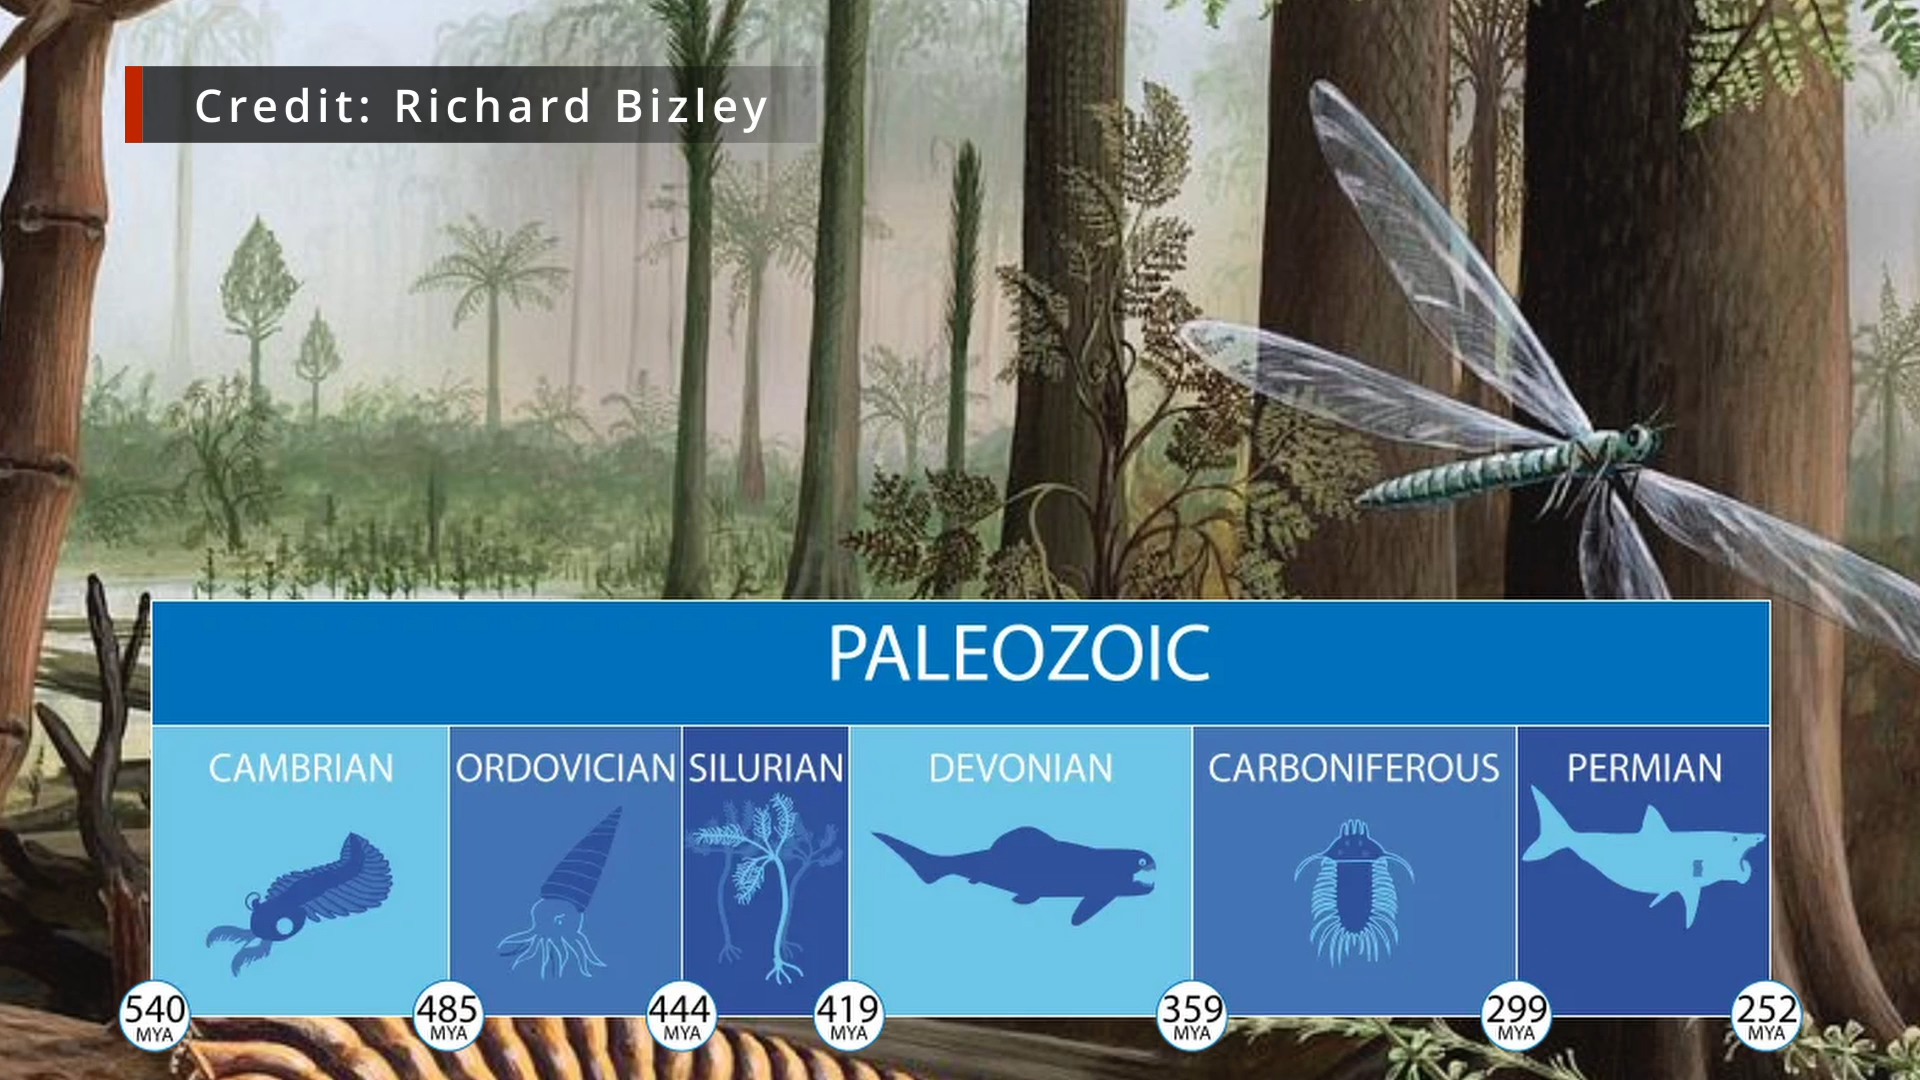 Credit: Richard Bizley
PALEOZOIC
CAMBRIAN
ORDOVICIAN
SILURIAN
DEVONIAN
CARBONIFEROUS
PERMIAN
540
MYA
485
MYA
444
MYA
419
MYA
359
MYA
299
MYA
252
MYA